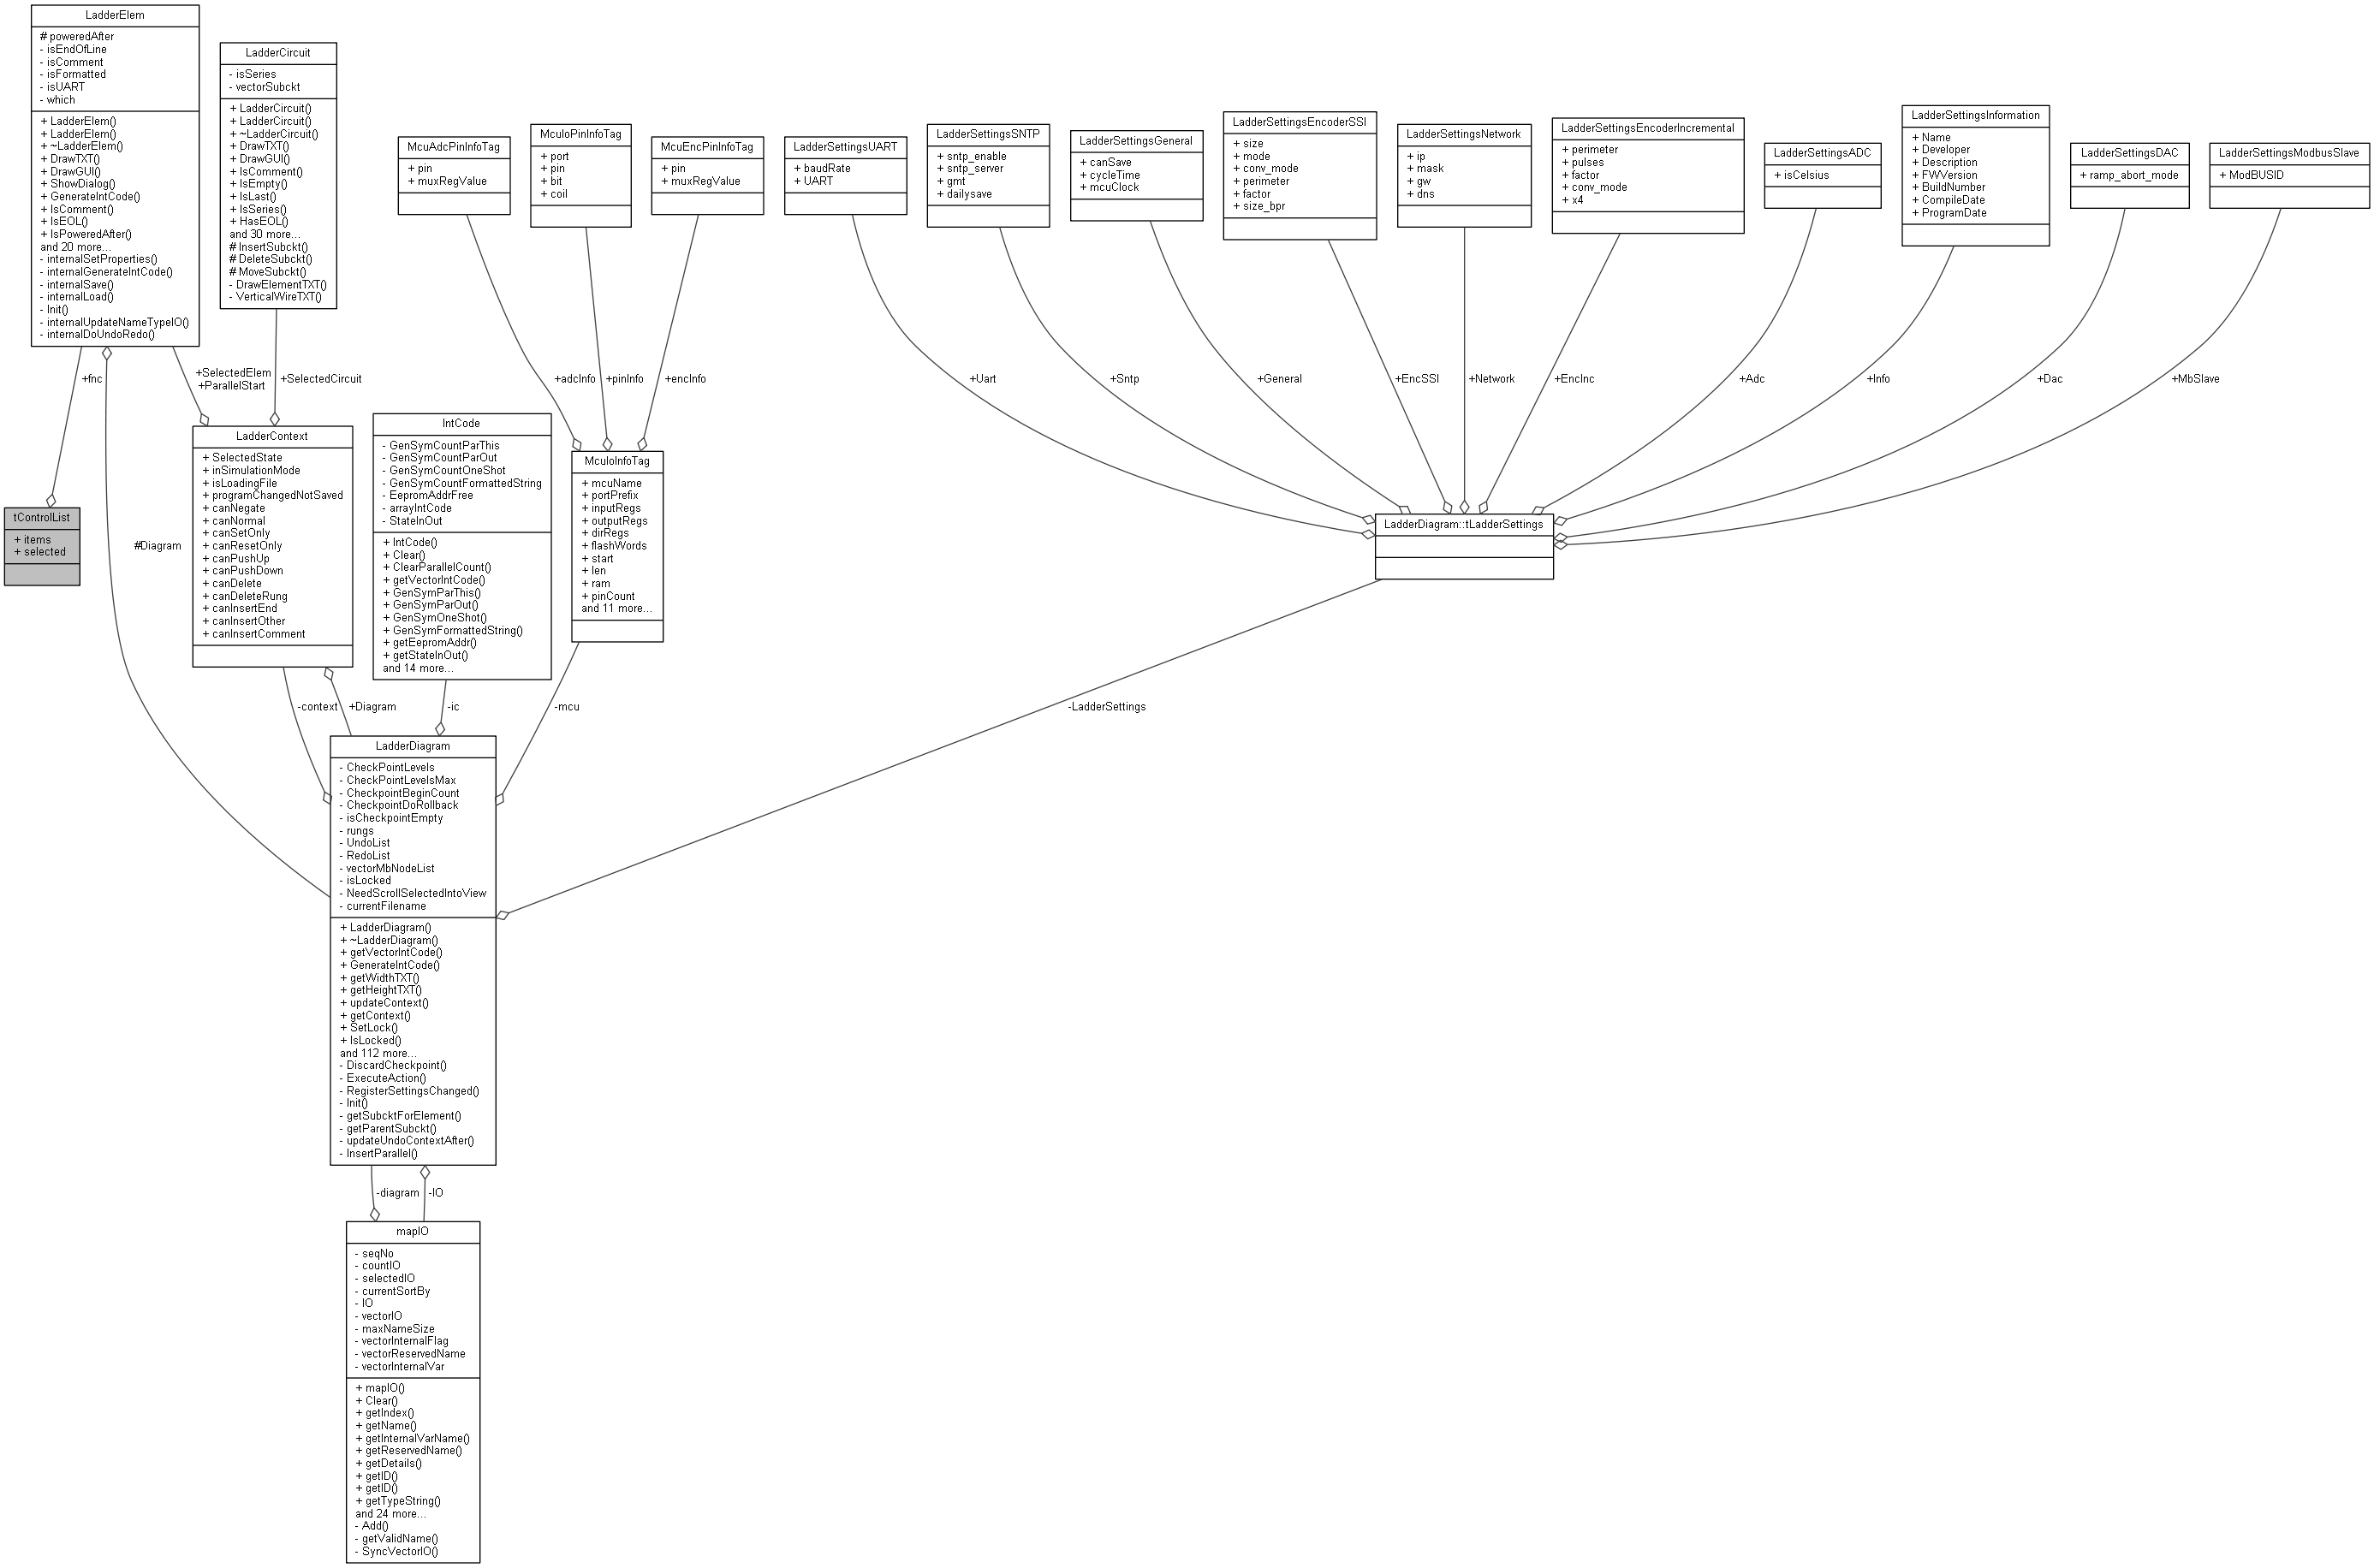 LadderElem
# poweredAfter
- isEndOfLine
- isComment
- isFormatted
- isUART
- which
+ LadderElem()
+ LadderElem()
+ ~LadderElem()
+ DrawTXT()
+ DrawGUI()
+ ShowDialog()
+ GenerateIntCode()
+ IsComment()
+ IsEOL()
+ IsPoweredAfter()
and 20 more...
- internalSetProperties()
- internalGenerateIntCode()
- internalSave()
- internalLoad()
- Init()
- internalUpdateNameTypeIO()
- internalDoUndoRedo()
LadderCircuit
- isSeries
- vectorSubckt
+ LadderCircuit()
+ LadderCircuit()
+ ~LadderCircuit()
+ DrawTXT()
+ DrawGUI()
+ IsComment()
+ IsEmpty()
+ IsLast()
+ IsSeries()
+ HasEOL()
and 30 more...
# InsertSubckt()
# DeleteSubckt()
# MoveSubckt()
- DrawElementTXT()
- VerticalWireTXT()
McuAdcPinInfoTag
+ pin
+ muxRegValue
McuIoPinInfoTag
+ port
+ pin
+ bit
+ coil
McuEncPinInfoTag
+ pin
+ muxRegValue
LadderSettingsUART
+ baudRate
+ UART
LadderSettingsSNTP
+ sntp_enable
+ sntp_server
+ gmt
+ dailysave
LadderSettingsGeneral
+ canSave
+ cycleTime
+ mcuClock
LadderSettingsEncoderSSI
+ size
+ mode
+ conv_mode
+ perimeter
+ factor
+ size_bpr
LadderSettingsNetwork
+ ip
+ mask
+ gw
+ dns
LadderSettingsEncoderIncremental
+ perimeter
+ pulses
+ factor
+ conv_mode
+ x4
LadderSettingsADC
+ isCelsius
LadderSettingsInformation
+ Name
+ Developer
+ Description
+ FWVersion
+ BuildNumber
+ CompileDate
+ ProgramDate
LadderSettingsDAC
+ ramp_abort_mode
LadderSettingsModbusSlave
+ ModBUSID
+fnc
+SelectedElem
+ParallelStart
+SelectedCircuit
+adcInfo
+pinInfo
+encInfo
+Uart
+Sntp
+General
+EncSSI
+Network
+EncInc
+Adc
+Info
+Dac
+MbSlave
tControlList
+ items
+ selected
#Diagram
LadderContext
+ SelectedState
+ inSimulationMode
+ isLoadingFile
+ programChangedNotSaved
+ canNegate
+ canNormal
+ canSetOnly
+ canResetOnly
+ canPushUp
+ canPushDown
+ canDelete
+ canDeleteRung
+ canInsertEnd
+ canInsertOther
+ canInsertComment
IntCode
- GenSymCountParThis
- GenSymCountParOut
- GenSymCountOneShot
- GenSymCountFormattedString
- EepromAddrFree
- arrayIntCode
- StateInOut
+ IntCode()
+ Clear()
+ ClearParallelCount()
+ getVectorIntCode()
+ GenSymParThis()
+ GenSymParOut()
+ GenSymOneShot()
+ GenSymFormattedString()
+ getEepromAddr()
+ getStateInOut()
and 14 more...
McuIoInfoTag
+ mcuName
+ portPrefix
+ inputRegs
+ outputRegs
+ dirRegs
+ flashWords
+ start
+ len
+ ram
+ pinCount
and 11 more...
LadderDiagram::tLadderSettings
-context
+Diagram
-ic
-mcu
-LadderSettings
LadderDiagram
- CheckPointLevels
- CheckPointLevelsMax
- CheckpointBeginCount
- CheckpointDoRollback
- isCheckpointEmpty
- rungs
- UndoList
- RedoList
- vectorMbNodeList
- isLocked
- NeedScrollSelectedIntoView
- currentFilename
+ LadderDiagram()
+ ~LadderDiagram()
+ getVectorIntCode()
+ GenerateIntCode()
+ getWidthTXT()
+ getHeightTXT()
+ updateContext()
+ getContext()
+ SetLock()
+ IsLocked()
and 112 more...
- DiscardCheckpoint()
- ExecuteAction()
- RegisterSettingsChanged()
- Init()
- getSubcktForElement()
- getParentSubckt()
- updateUndoContextAfter()
- InsertParallel()
-diagram
-IO
mapIO
- seqNo
- countIO
- selectedIO
- currentSortBy
- IO
- vectorIO
- maxNameSize
- vectorInternalFlag
- vectorReservedName
- vectorInternalVar
+ mapIO()
+ Clear()
+ getIndex()
+ getName()
+ getInternalVarName()
+ getReservedName()
+ getDetails()
+ getID()
+ getID()
+ getTypeString()
and 24 more...
- Add()
- getValidName()
- SyncVectorIO()